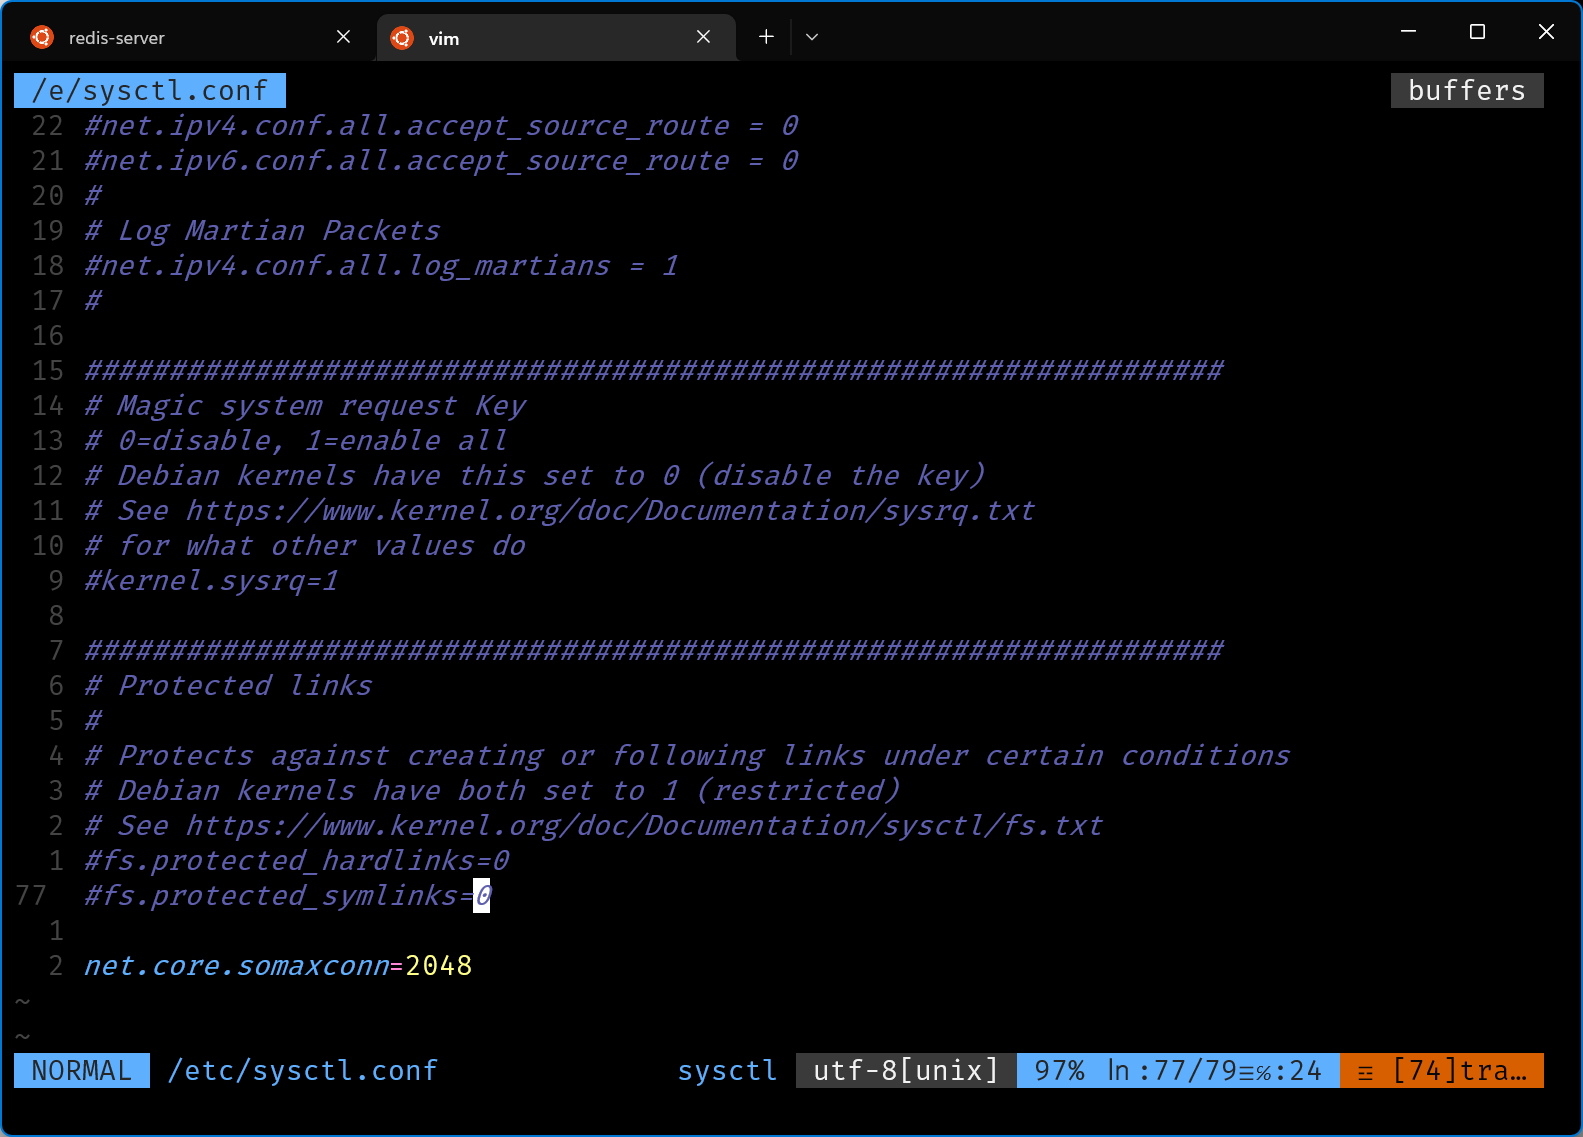 redis-server vim
/e/sysctl.conf buffers
22 #net.ipv4.conf.all.accept_source_route = 0
21 #net.ipv6.conf.all.accept_source_route = 0
20 #
19 # Log Martian Packets
18 #net.ipv4.conf.all.log_martians = 1
17 #
16
15 ###################################################################
14 # Magic system request Key
13 # 0=disable, 1=enable all
12 # Debian kernels have this set to 0 (disable the key)
11 # See https://www.kernel.org/doc/Documentation/sysrq.txt
10 # for what other values do
9 #kernel.sysrq=1
8
7 ###################################################################
6 # Protected links
5 #
4 # Protects against creating or following links under certain conditions
3 # Debian kernels have both set to 1 (restricted)
2 # See https://www.kernel.org/doc/Documentation/sysctl/fs.txt
1 #fs.protected_hardlinks=0
77 #fs.protected_symlinks=0
1
2 net.core.somaxconn=2048
~
~
NORMAL /etc/sysctl.conf sysctl utf-8[unix] 97% ln :77/79☰℅:24 ☲ [74]tra…